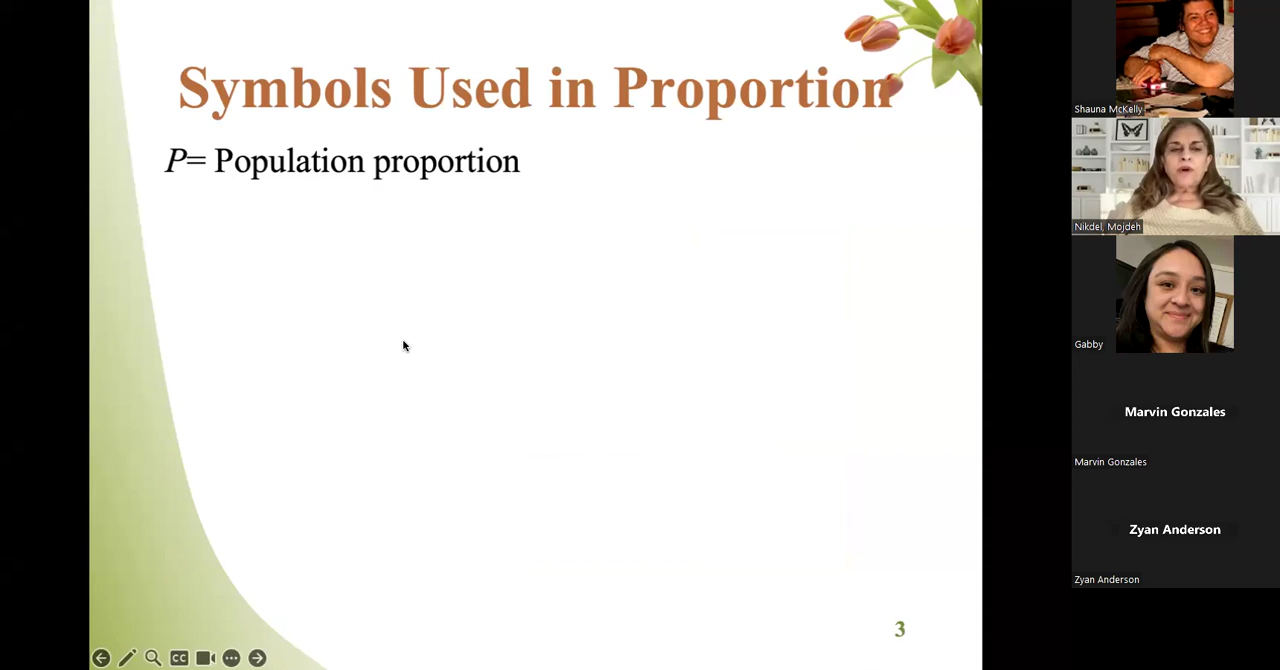 Symbols Used in Proportion
P= Population proportion
3
CC
Shauna McKelly
Nikdel, Mojdeh
Gabby
Marvin Gonzales
Marvin Gonzales
Zyan Anderson
Zyan Anderson